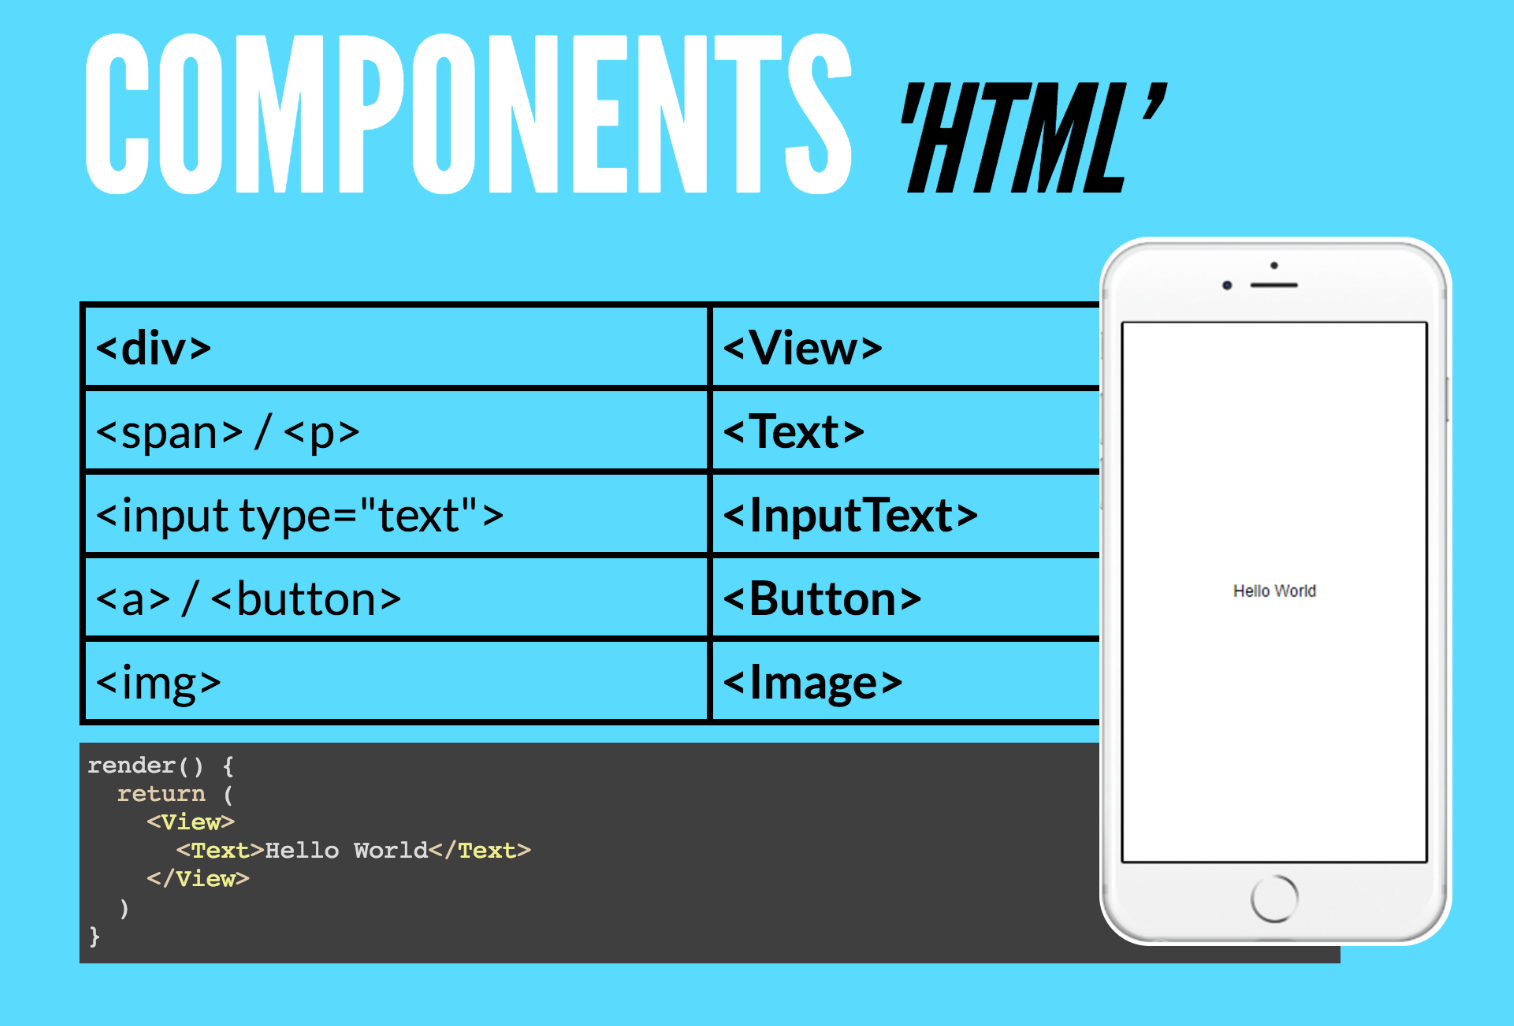 COMPONENTS 'HTML’
<div> <View>
<span> / <p> <Text>
<input type="text"> <InputText>
<a> / <button> <Button>
<img> <Image>
Hello World
render() {
  return (
    <View>
      <Text>Hello World</Text>
    </View>
  )
}